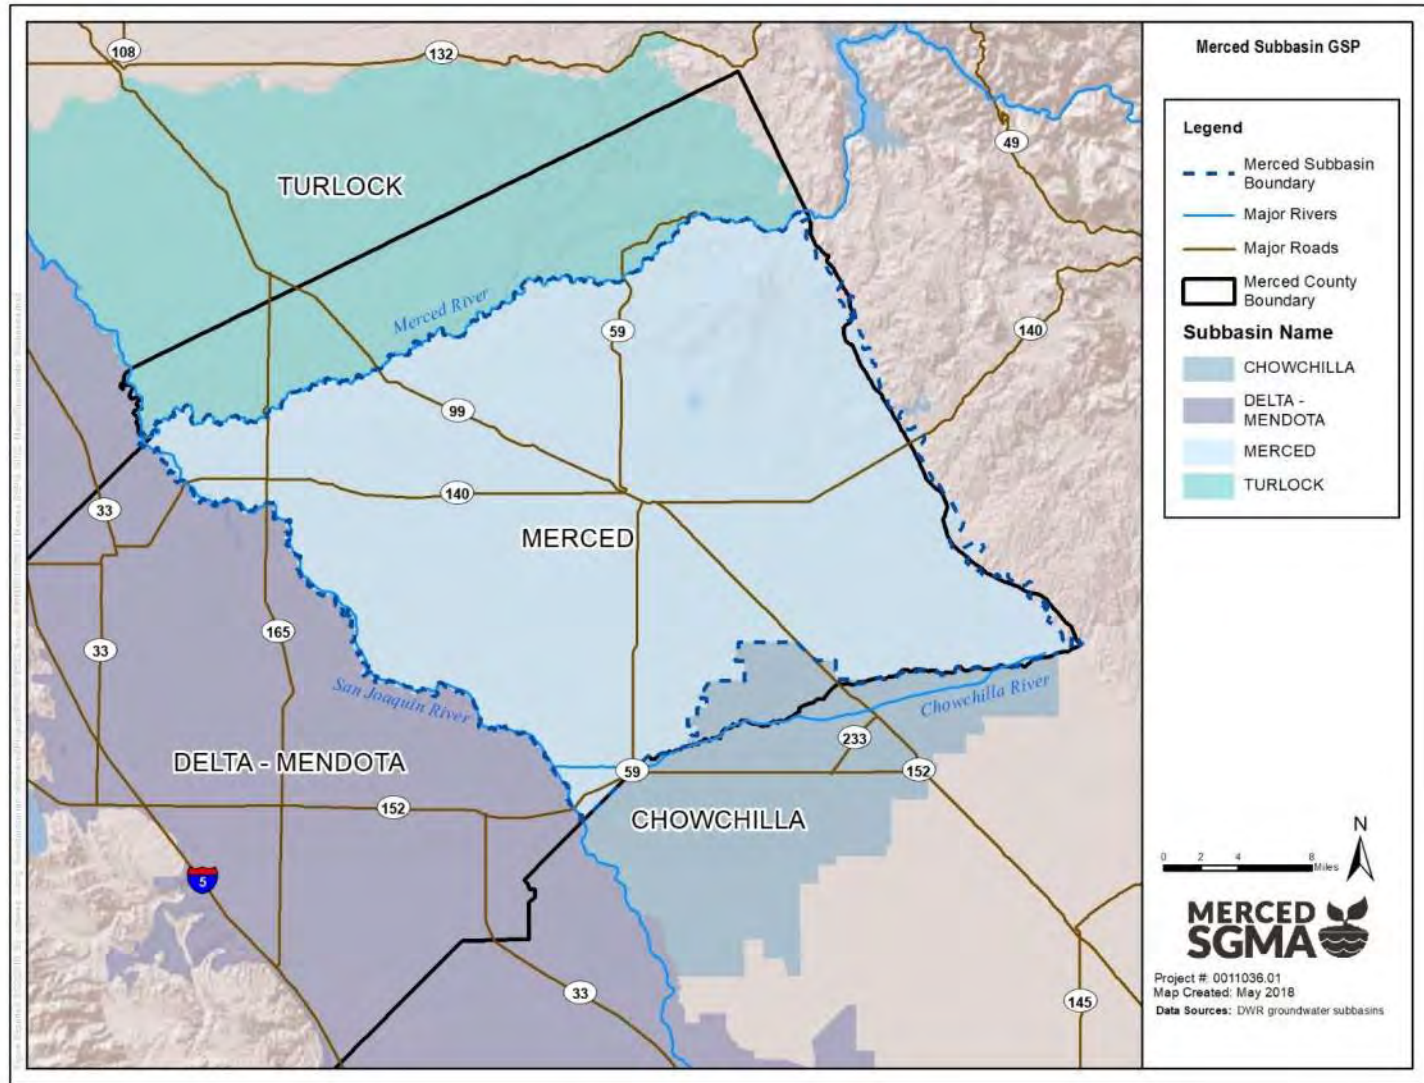 Merced Subbasin GSP
Legend
Merced Subbasin
Boundary
Major Rivers
Major Roads
Merced County
Boundary
Subbasin Name
CHOWCHILLA
DELTA -
MENDOTA
MERCED
TURLOCK
108
132
49
TURLOCK
Merced River
59
140
99
33
140
MERCED
165
33
San Joaquin River
Chowchilla River
233
DELTA - MENDOTA
59
152
152
CHOWCHILLA
5
33
145
N
0 2 4 8
Miles
MERCED
SGMA
Project #: 0011036.01
Map Created: May 2018
Data Sources: DWR groundwater subbasins